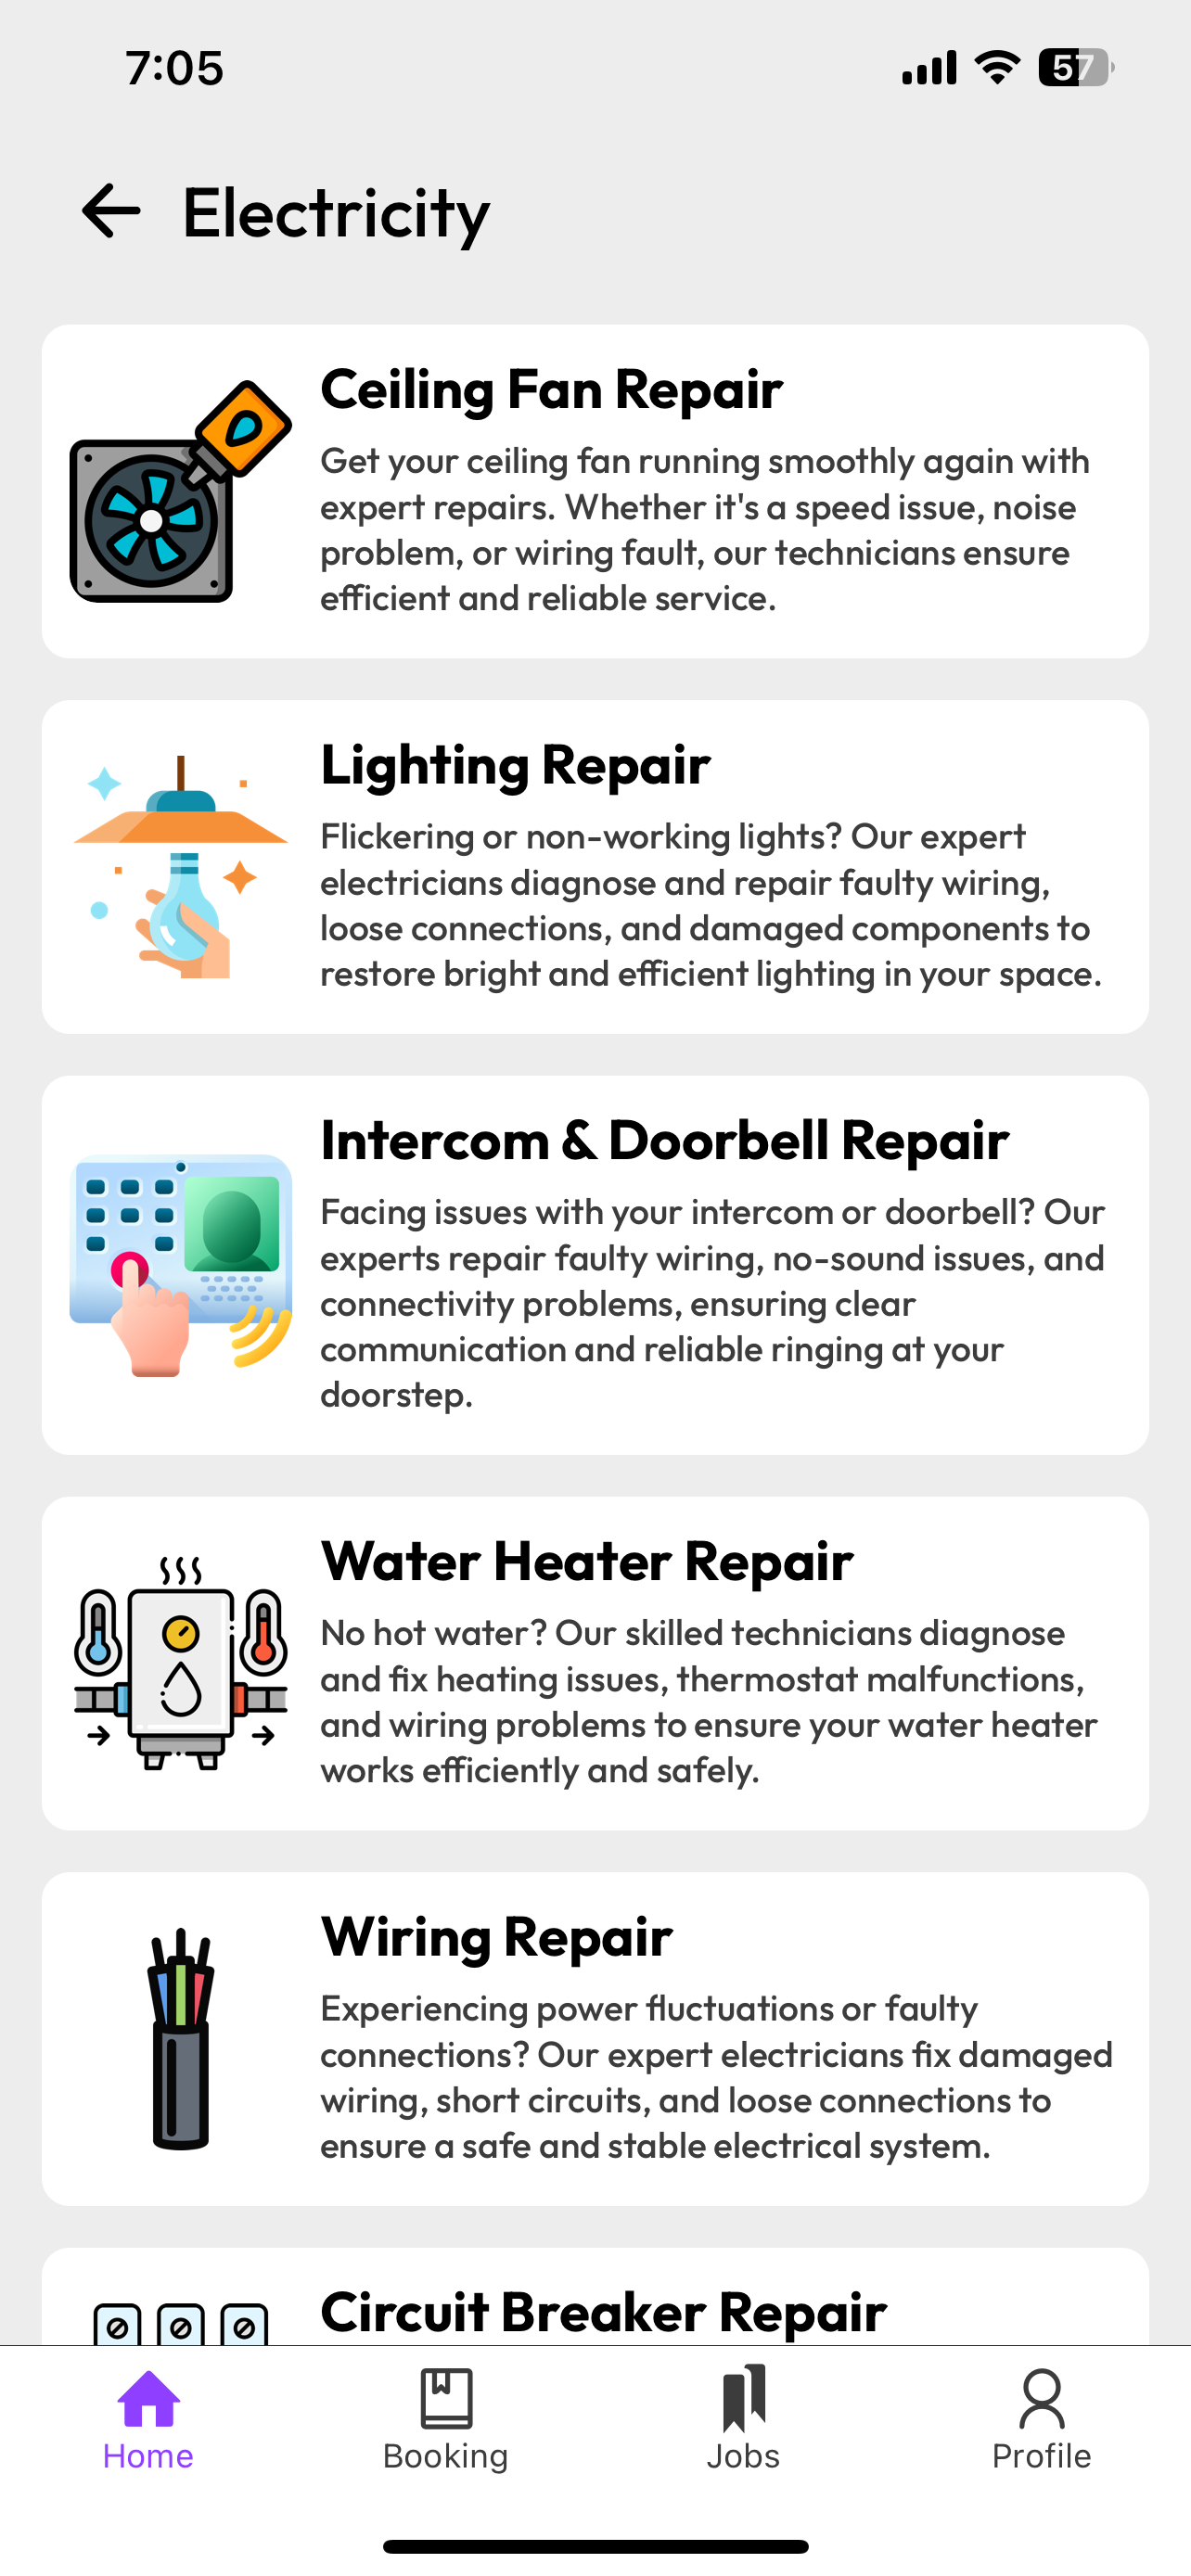 7:05
57
Electricity
Ceiling Fan Repair
Get your ceiling fan running smoothly again with
expert repairs. Whether it's a speed issue, noise
problem, or wiring fault, our technicians ensure
efficient and reliable service.
Lighting Repair
Flickering or non-working lights? Our expert
electricians diagnose and repair faulty wiring,
loose connections, and damaged components to
restore bright and efficient lighting in your space.
Intercom & Doorbell Repair
Facing issues with your intercom or doorbell? Our
experts repair faulty wiring, no-sound issues, and
connectivity problems, ensuring clear
communication and reliable ringing at your
doorstep.
Water Heater Repair
No hot water? Our skilled technicians diagnose
and fix heating issues, thermostat malfunctions,
and wiring problems to ensure your water heater
works efficiently and safely.
Wiring Repair
Experiencing power fluctuations or faulty
connections? Our expert electricians fix damaged
wiring, short circuits, and loose connections to
ensure a safe and stable electrical system.
Circuit Breaker Repair
Home
Booking
Jobs
Profile